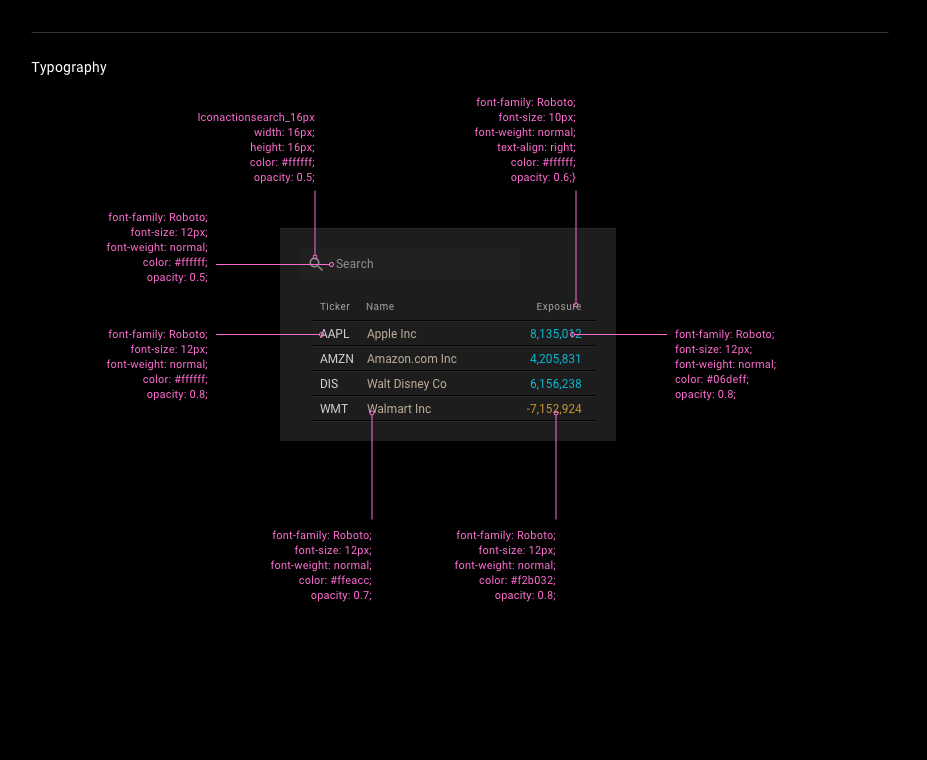 Typography
font-family: Roboto;
font-size: 10px;
font-weight: normal;
text-align: right;
color: #ffffff;
opacity: 0.6;}
Iconactionsearch_16px
width: 16px;
height: 16px;
color: #ffffff;
opacity: 0.5;
font-family: Roboto;
font-size: 12px;
font-weight: normal;
color: #ffffff;
opacity: 0.5;
Search
Ticker Name Exposure
AAPL Apple Inc 8,135,012
AMZN Amazon.com Inc 4,205,831
DIS Walt Disney Co 6,156,238
WMT Walmart Inc -7,152,924
font-family: Roboto;
font-size: 12px;
font-weight: normal;
color: #ffffff;
opacity: 0.8;
font-family: Roboto;
font-size: 12px;
font-weight: normal;
color: #06deff;
opacity: 0.8;
font-family: Roboto;
font-size: 12px;
font-weight: normal;
color: #ffeacc;
opacity: 0.7;
font-family: Roboto;
font-size: 12px;
font-weight: normal;
color: #f2b032;
opacity: 0.8;